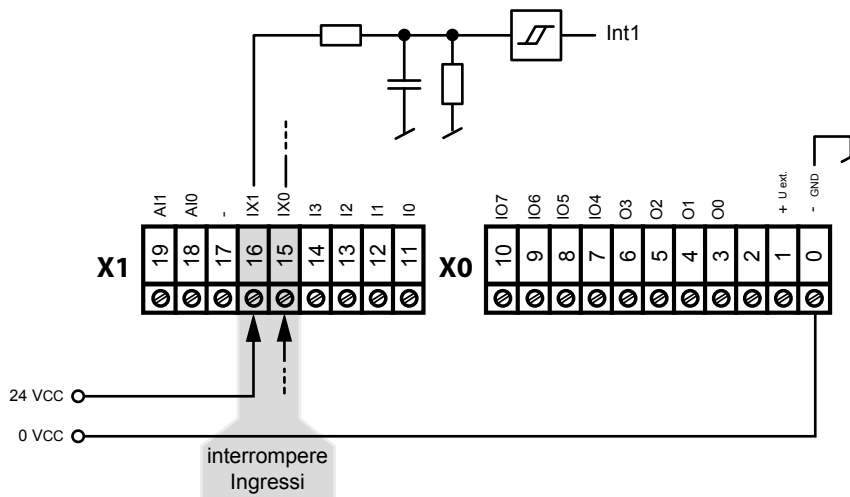 Int1
AI1
AI0
-
IX1
IX0
I3
I2
I1
I0
IO7
IO6
IO5
IO4
O3
O2
O1
O0
+ U ext.
- GND
X1
19
18
17
16
15
14
13
12
11
X0
10
9
8
7
6
5
4
3
2
1
0
24 VCC
0 VCC
interrompere
Ingressi